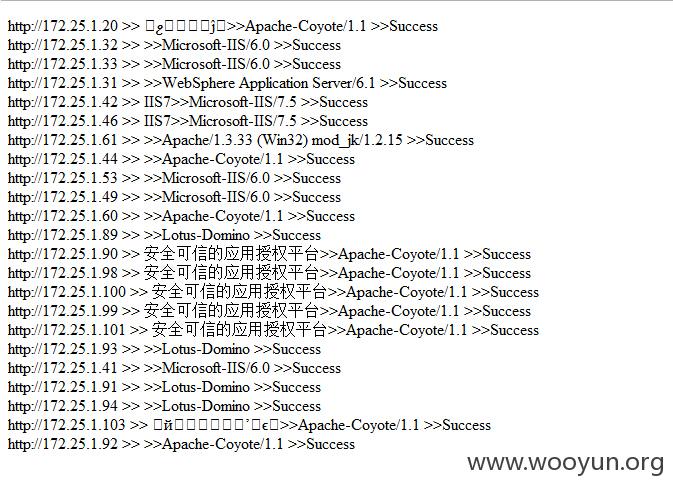 http://172.25.1.20 >> >>Apache-Coyote/1.1 >>Success
http://172.25.1.32 >> >>Microsoft-IIS/6.0 >>Success
http://172.25.1.33 >> >>Microsoft-IIS/6.0 >>Success
http://172.25.1.31 >> >>WebSphere Application Server/6.1 >>Success
http://172.25.1.42 >> IIS7>>Microsoft-IIS/7.5 >>Success
http://172.25.1.46 >> IIS7>>Microsoft-IIS/7.5 >>Success
http://172.25.1.61 >> >>Apache/1.3.33 (Win32) mod_jk/1.2.15 >>Success
http://172.25.1.44 >> >>Apache-Coyote/1.1 >>Success
http://172.25.1.53 >> >>Microsoft-IIS/6.0 >>Success
http://172.25.1.49 >> >>Microsoft-IIS/6.0 >>Success
http://172.25.1.60 >> >>Apache-Coyote/1.1 >>Success
http://172.25.1.89 >> >>Lotus-Domino >>Success
http://172.25.1.90 >> 安全可信的应用授权平台>>Apache-Coyote/1.1 >>Success
http://172.25.1.98 >> 安全可信的应用授权平台>>Apache-Coyote/1.1 >>Success
http://172.25.1.100 >> 安全可信的应用授权平台>>Apache-Coyote/1.1 >>Success
http://172.25.1.99 >> 安全可信的应用授权平台>>Apache-Coyote/1.1 >>Success
http://172.25.1.101 >> 安全可信的应用授权平台>>Apache-Coyote/1.1 >>Success
http://172.25.1.93 >> >>Lotus-Domino >>Success
http://172.25.1.41 >> >>Microsoft-IIS/6.0 >>Success
http://172.25.1.91 >> >>Lotus-Domino >>Success
http://172.25.1.94 >> >>Lotus-Domino >>Success
http://172.25.1.103 >> >>Apache-Coyote/1.1 >>Success
http://172.25.1.92 >> >>Apache-Coyote/1.1 >>Success
www.wooyun.org